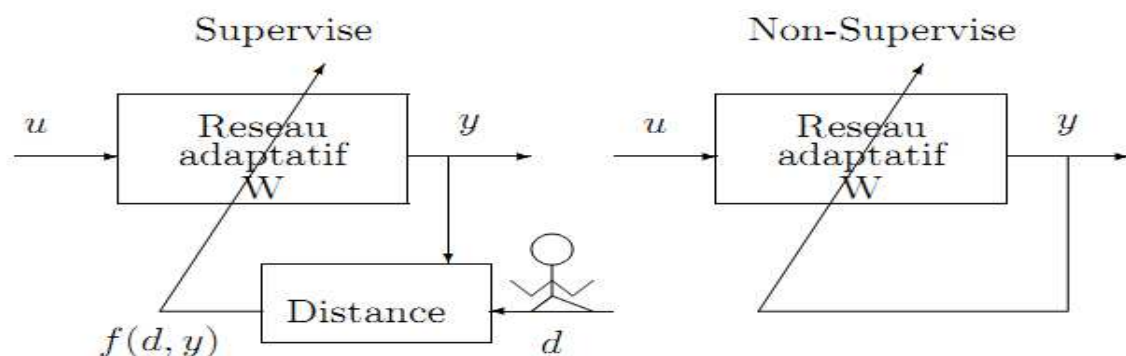 Supervise
u
Reseau
adaptatif
W
y
Distance
f(d, y)
d
Non-Supervise
u
Reseau
adaptatif
W
y